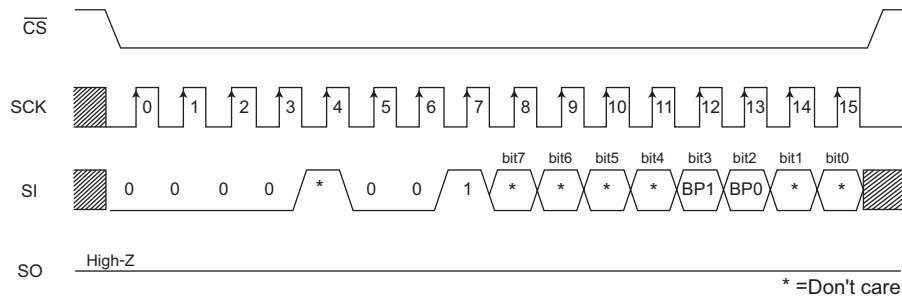 CS
SCK 0 1 2 3 4 5 6 7 8 9 10 11 12 13 14 15
bit7 bit6 bit5 bit4 bit3 bit2 bit1 bit0
SI 0 0 0 0 * 0 0 1 * * * * BP1 BP0 * *
High-Z
SO
* =Don't care